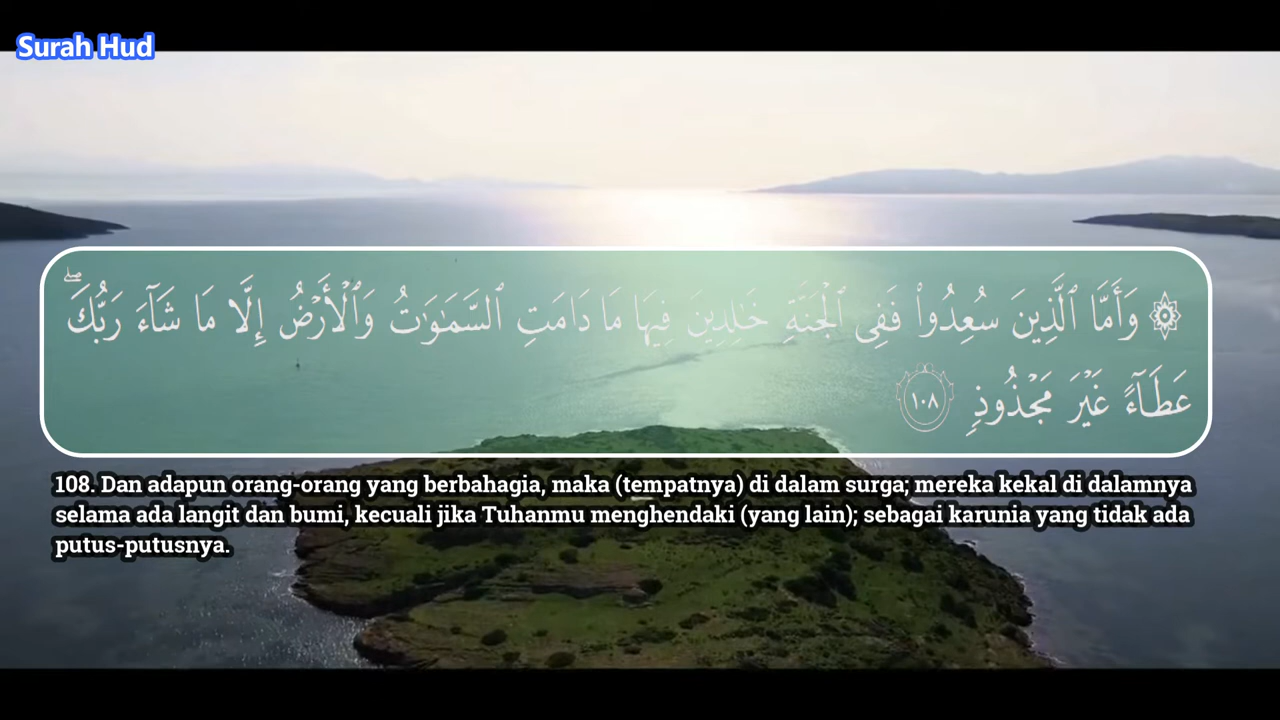 Surah Hud
۞ وَأَمَّا ٱلَّذِينَ سُعِدُوا۟ فَفِى ٱلْجَنَّةِ خَـٰلِدِينَ فِيهَا مَا دَامَتِ ٱلسَّمَـٰوَٰتُ وَٱلْأَرْضُ إِلَّا مَا شَآءَ رَبُّكَ ۖ
عَطَآءً غَيْرَ مَجْذُوذٍ ١٠٨
108. Dan adapun orang-orang yang berbahagia, maka (tempatnya) di dalam surga; mereka kekal di dalamnya
selama ada langit dan bumi, kecuali jika Tuhanmu menghendaki (yang lain); sebagai karunia yang tidak ada
putus-putusnya.